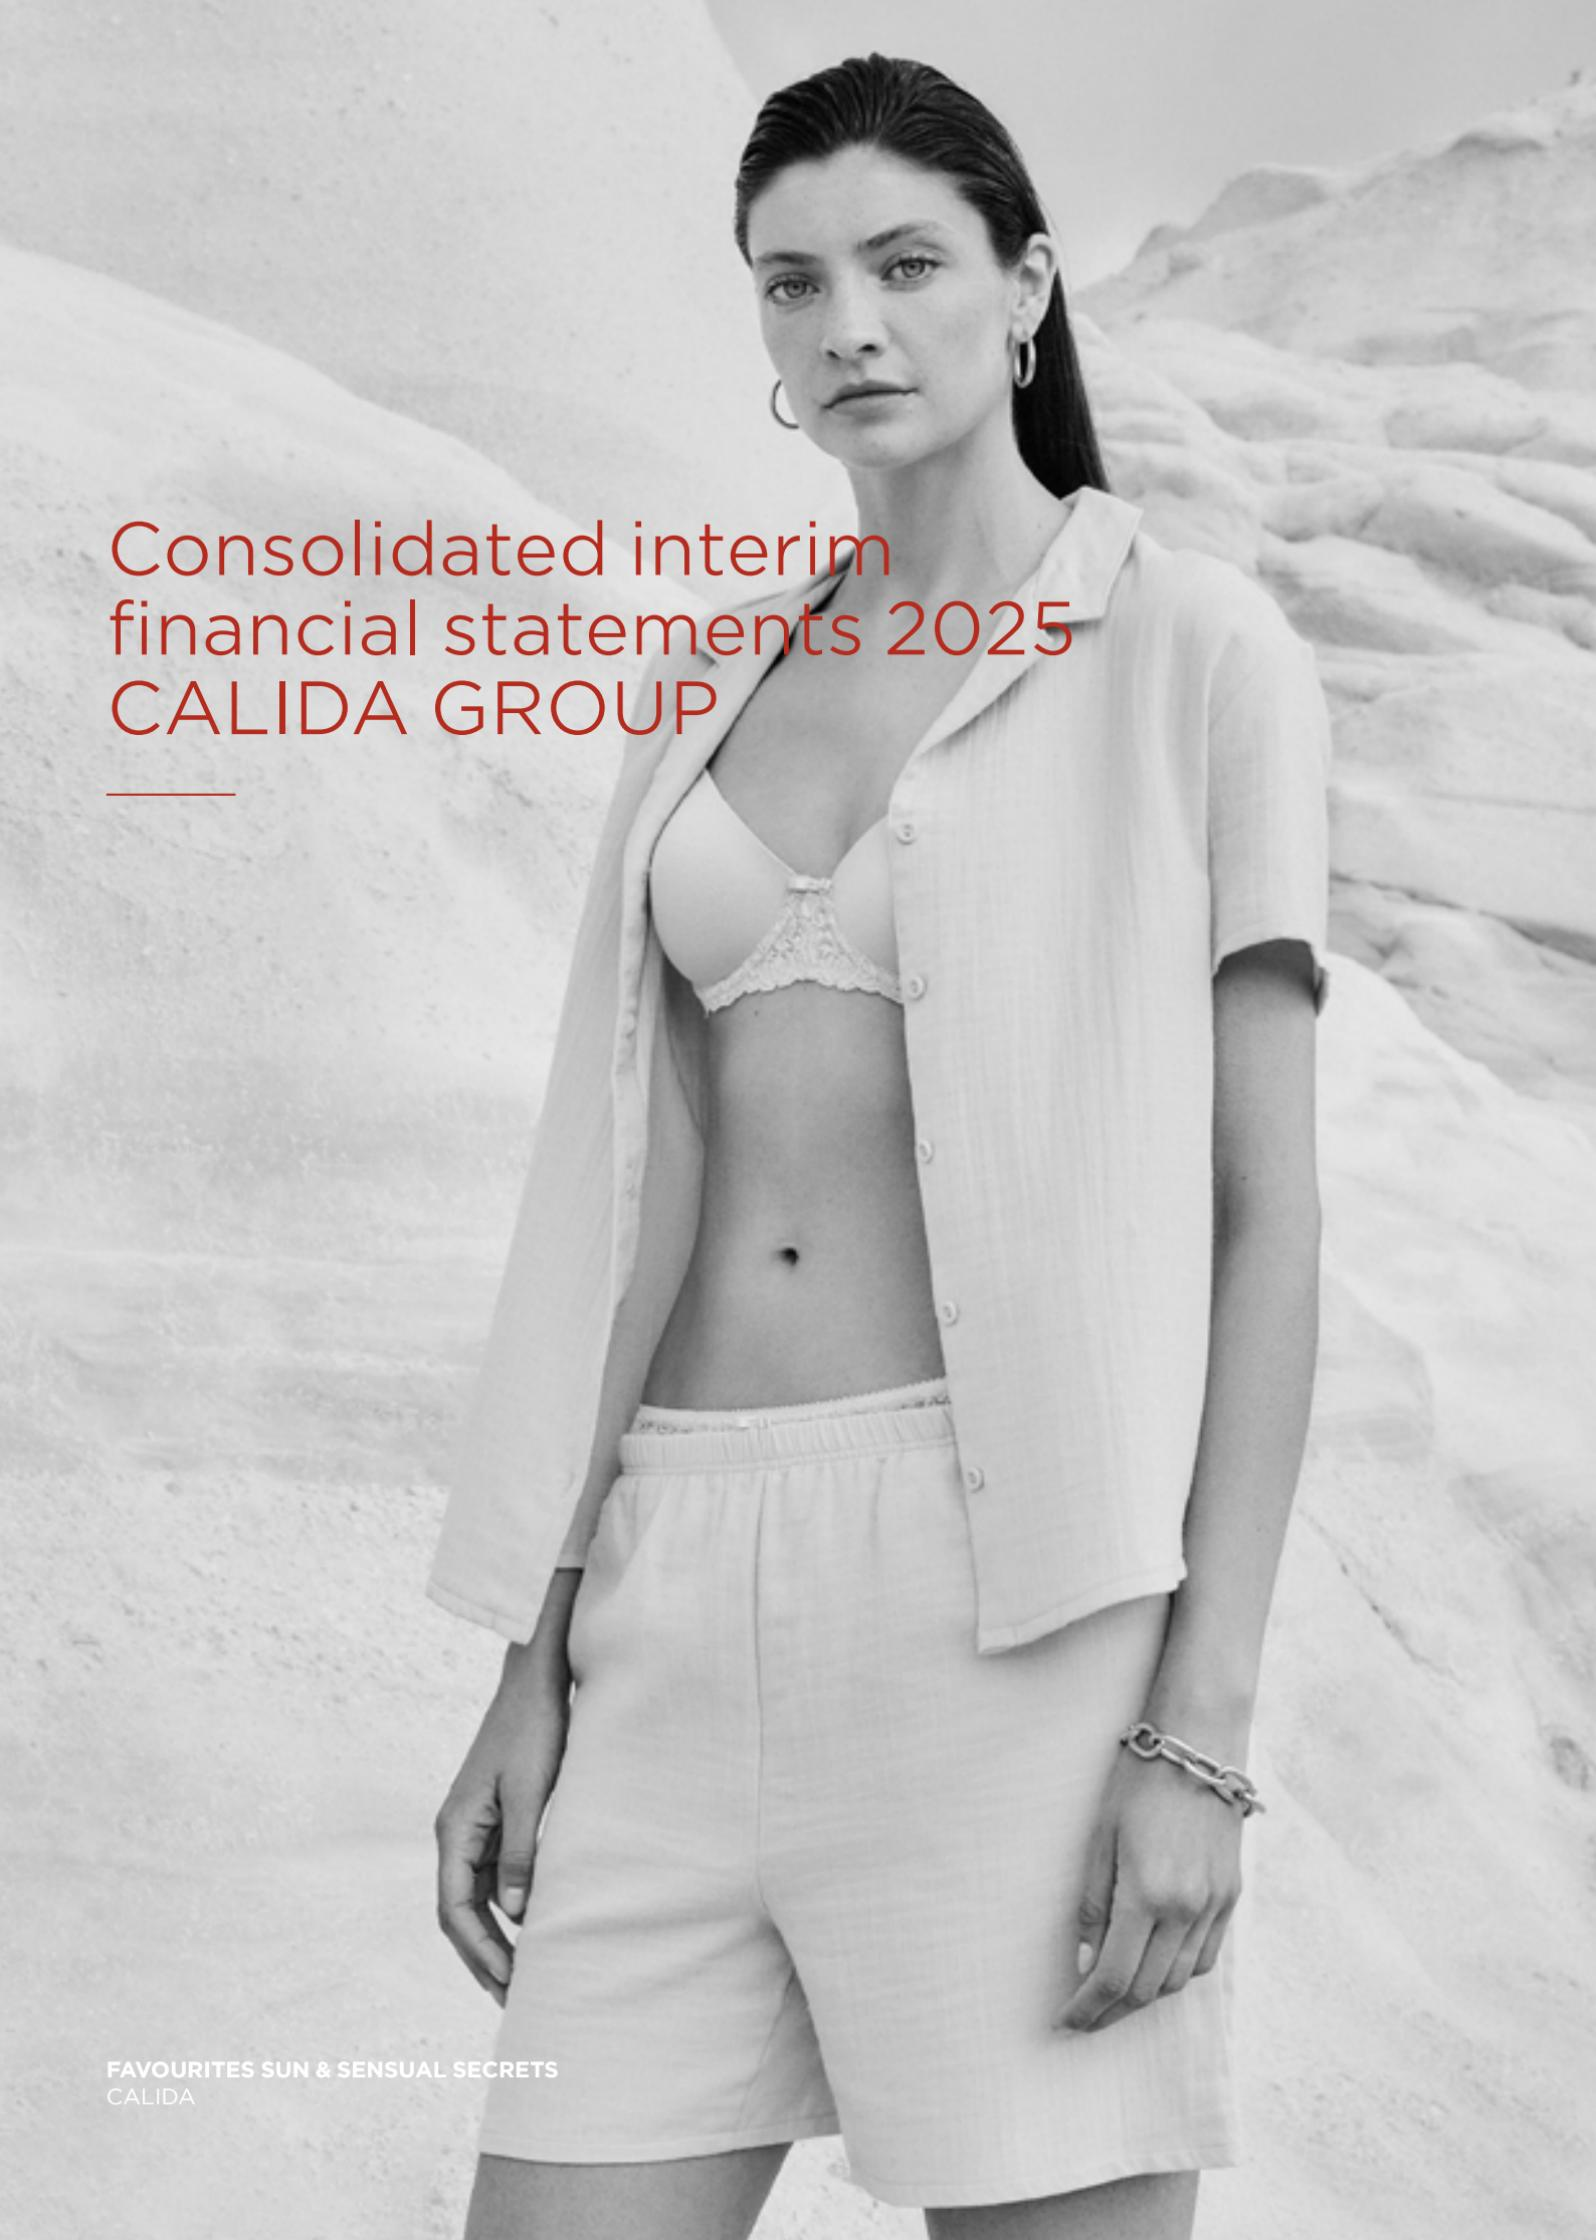 Consolidated interim
financial statements 2025
CALIDA GROUP
FAVOURITES SUN & SENSUAL SECRETS
CALIDA